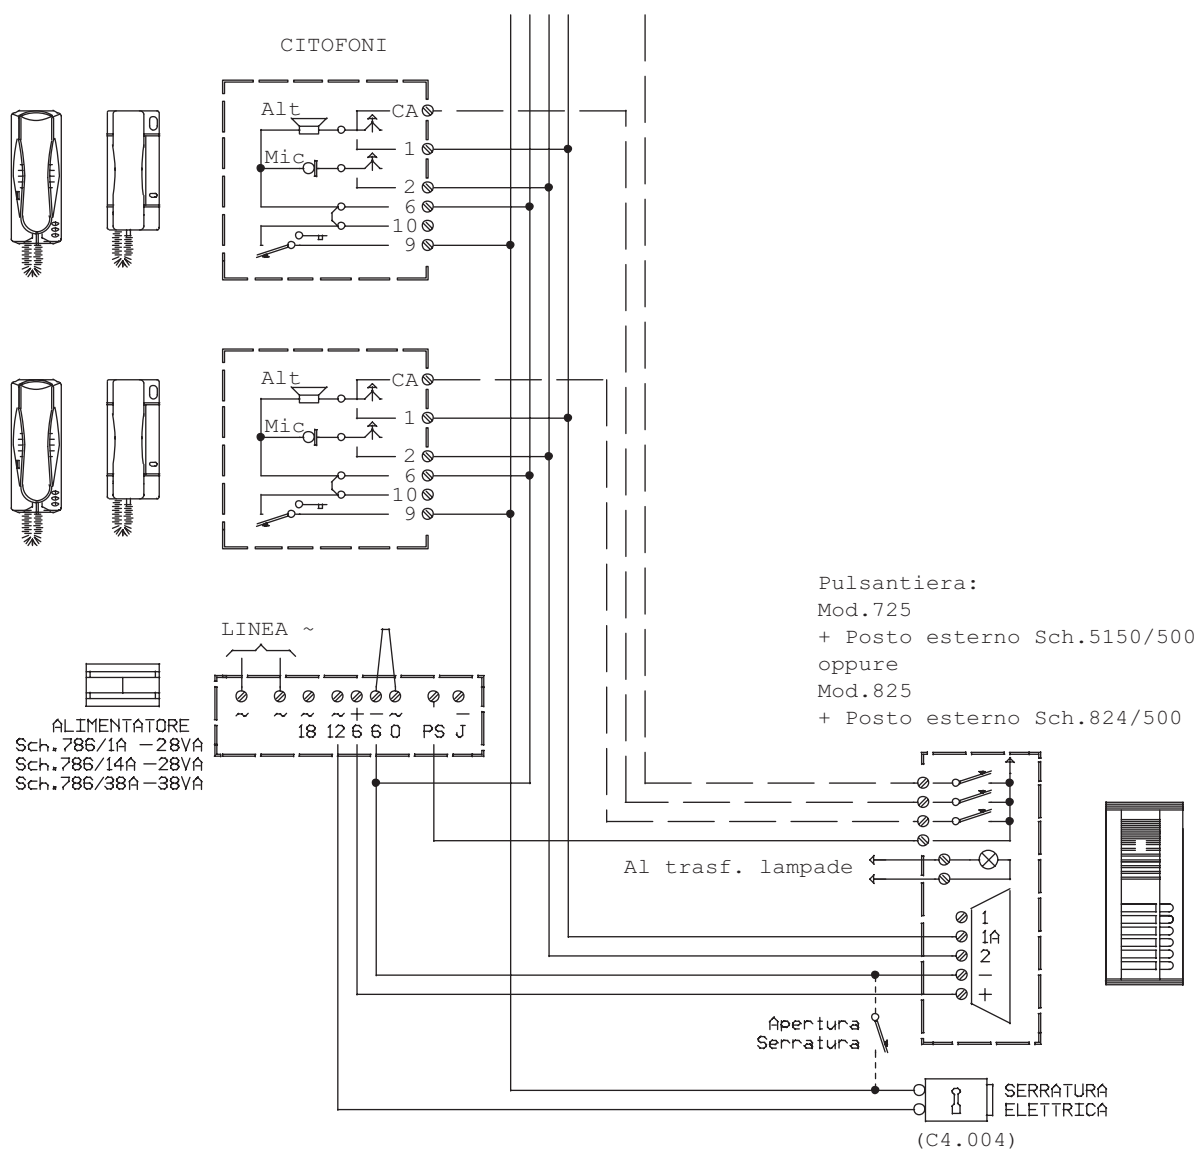 CITOFONI
Alt
CA
1
Mic
2
6
10
9
Alt
CA
1
Mic
2
6
10
9
Pulsantiera:
Mod.725
+ Posto esterno Sch.5150/500
oppure
Mod.825
+ Posto esterno Sch.824/500
LINEA ~
~ ~ ~ ~ + — ~ —
18 12 6 6 0 PS J
ALIMENTATORE
Sch.786/1A —28VA
Sch.786/14A —28VA
Sch.786/38A —38VA
Al trasf. lampade
1
1A
2
—
+
Apertura
Serratura
SERRATURA
ELETTRICA
(C4.004)